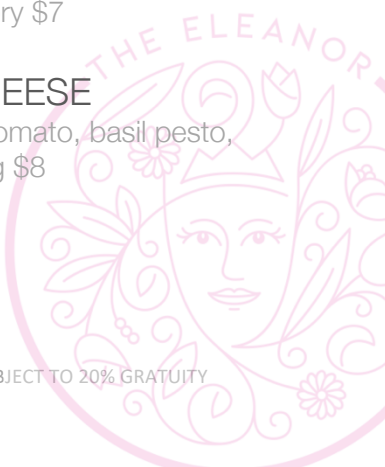 ry $7
THE ELEANOR
EESE
omato, basil pesto,
g $8
BJECT TO 20% GRATUITY